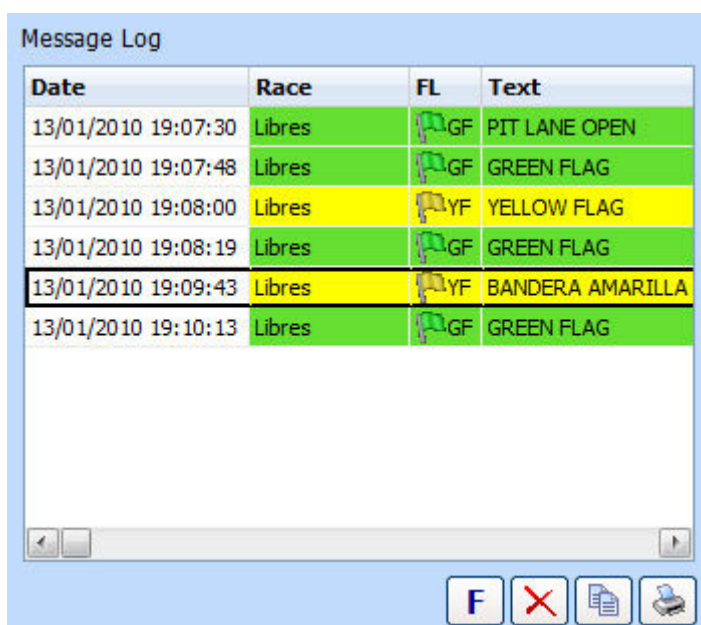 Message Log
Date Race FL Text
13/01/2010 19:07:30 Libres GF PIT LANE OPEN
13/01/2010 19:07:48 Libres GF GREEN FLAG
13/01/2010 19:08:00 Libres YF YELLOW FLAG
13/01/2010 19:08:19 Libres GF GREEN FLAG
13/01/2010 19:09:43 Libres YF BANDERA AMARILLA
13/01/2010 19:10:13 Libres GF GREEN FLAG
F